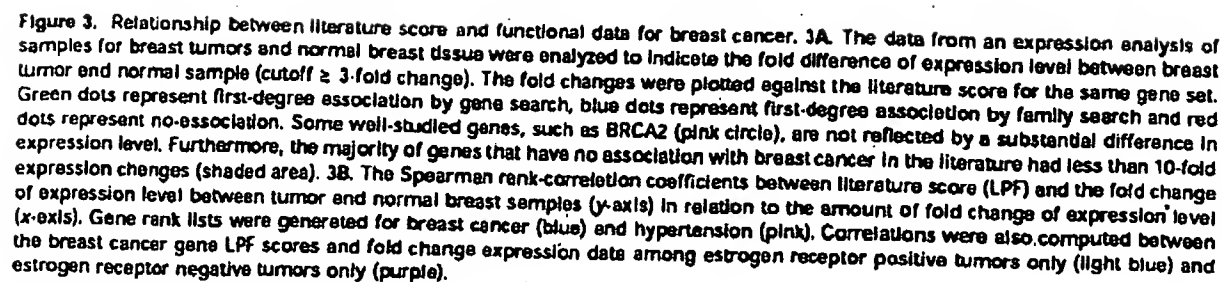 Figure 3. Relationship between literature score and functional data for breast cancer. 3A. The data from an expression analysis of
samples for breast tumors and normal breast tissue were analyzed to indicate the fold difference of expression level between breast
tumor and normal sample (cutoff ≥ 3-fold change). The fold changes were plotted against the literature score for the same gene set.
Green dots represent first-degree association by gene search, blue dots represent first-degree association by family search and red
dots represent no-association. Some well-studied genes, such as BRCA2 (pink circle), are not reflected by a substantial difference in
expression level. Furthermore, the majority of genes that have no association with breast cancer in the literature had less than 10-fold
expression changes (shaded area). 3B. The Spearman rank-correlation coefficients between literature score (LPF) and the fold change
of expression level between tumor and normal breast samples (y-axis) in relation to the amount of fold change of expression level
(x-axis). Gene rank lists were generated for breast cancer (blue) and hypertension (pink). Correlations were also computed between
the breast cancer gene LPF scores and fold change expression data among estrogen receptor positive tumors only (light blue) and
estrogen receptor negative tumors only (purple).